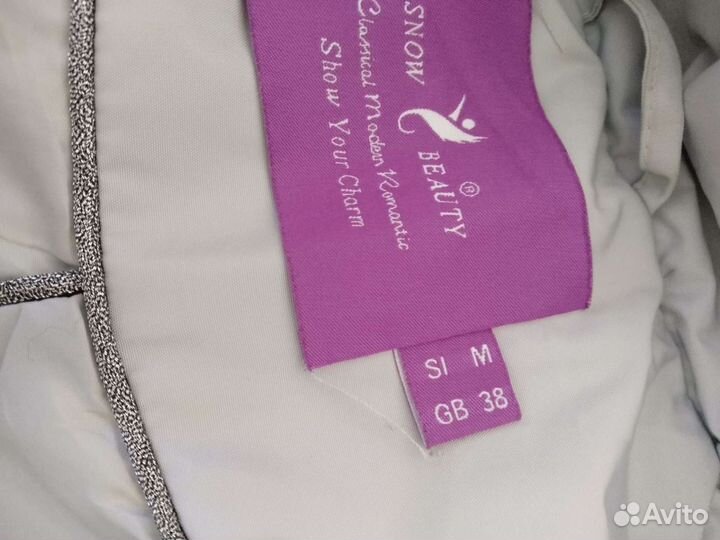 SNOW BEAUTY ®
Classical Modern Romantic
Show Your Charm
SI M
GB 38
Avito